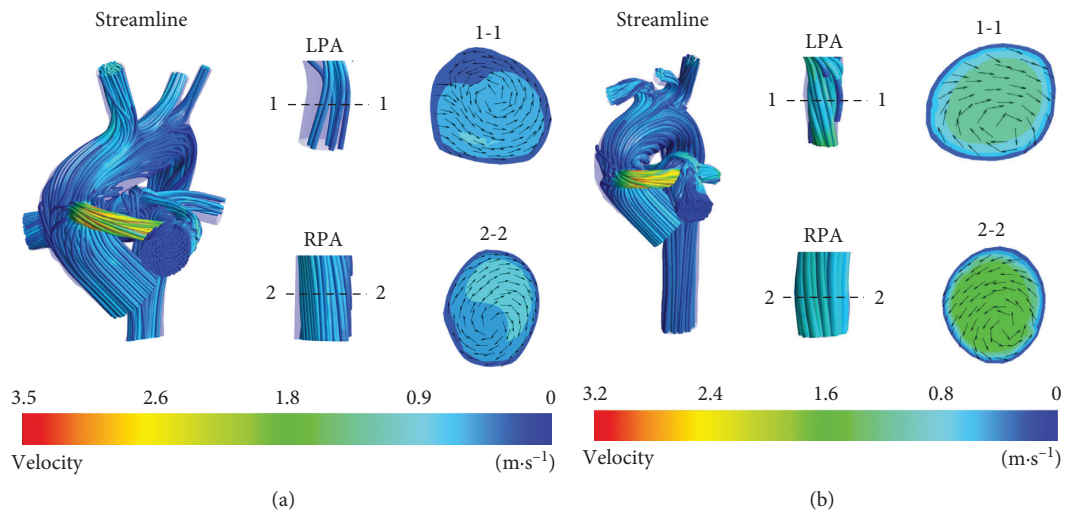 Streamline
LPA
1-1
1
1
RPA
2-2
2
2
3.5 2.6 1.8 0.9 0
Velocity (m·s⁻¹)
(a)
Streamline
LPA
1-1
1
1
RPA
2-2
2
2
3.2 2.4 1.6 0.8 0
Velocity (m·s⁻¹)
(b)